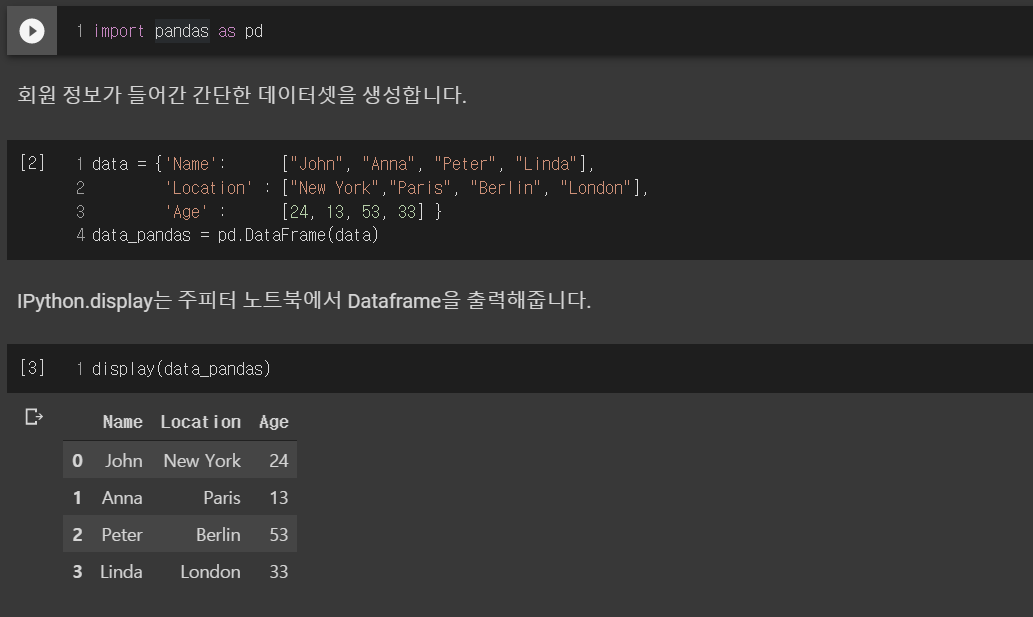 1 import pandas as pd
회원 정보가 들어간 간단한 데이터셋을 생성합니다.
[2] 1 data = {'Name': ["John", "Anna", "Peter", "Linda"],
2 'Location' : ["New York","Paris", "Berlin", "London"],
3 'Age' : [24, 13, 53, 33] }
4 data_pandas = pd.DataFrame(data)
IPython.display는 주피터 노트북에서 Dataframe을 출력해줍니다.
[3] 1 display(data_pandas)
Name Location Age
0 John New York 24
1 Anna Paris 13
2 Peter Berlin 53
3 Linda London 33